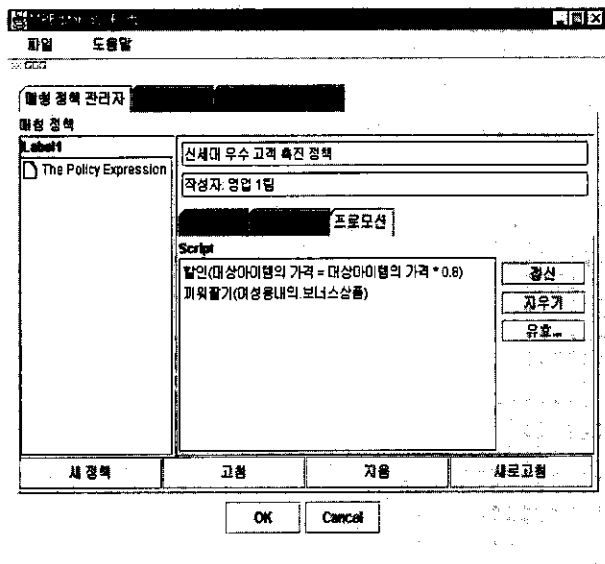 파일 도움말
매청 정책 관리자
매청 정책
Label1
The Policy Expression
신세대 우수 고객 촉진 정책
작성자: 영업 1팀
프로모션
Script
할인(대상아이템의 가격 = 대상아이템의 가격 * 0.8)
끼워팔기(여성용내의.보너스상품)
갱신
지우기
유효...
새 정책 고침 지움 새로고침
OK Cancel